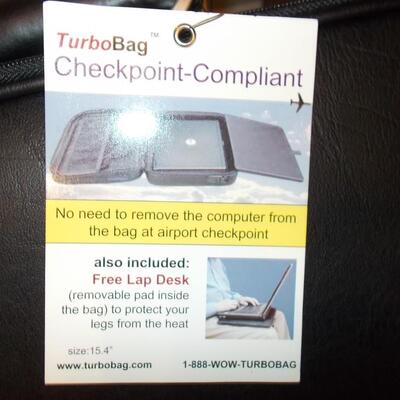 TurboBag™
Checkpoint-Compliant
No need to remove the computer from
the bag at airport checkpoint
also included:
Free Lap Desk
(removable pad inside
the bag) to protect your
legs from the heat
size:15.4"
www.turbobag.com 1-888-WOW-TURBOBAG